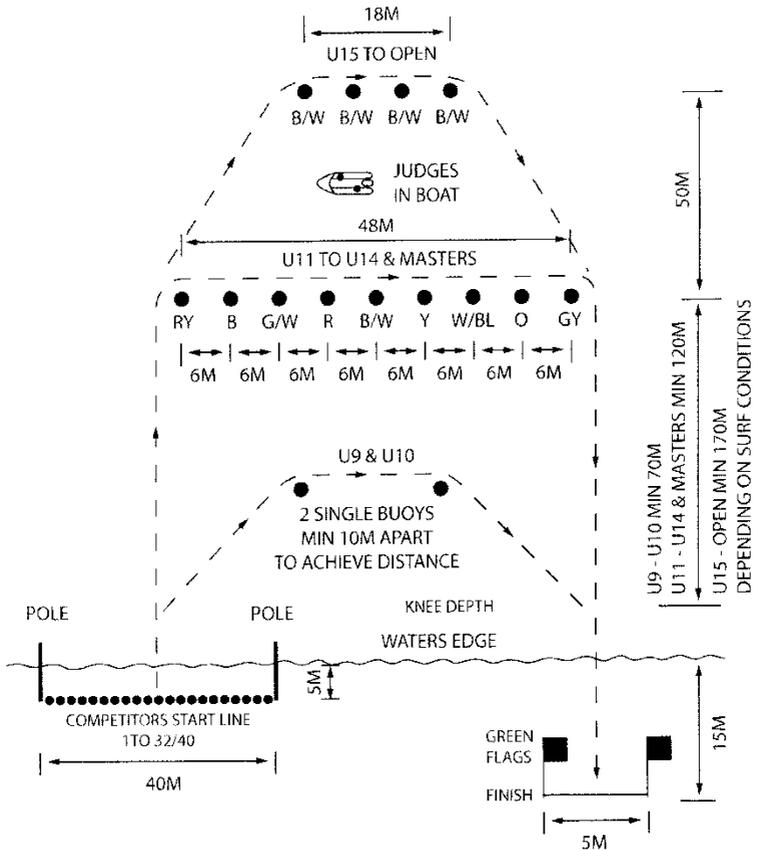 18M
U15 TO OPEN
B/W B/W B/W B/W
JUDGES
IN BOAT
50M
48M
U11 TO U14 & MASTERS
RY B G/W R B/W Y W/BL O GY
6M 6M 6M 6M 6M 6M 6M 6M
U9 & U10
2 SINGLE BUOYS
MIN 10M APART
TO ACHIEVE DISTANCE
U9 - U10 MIN 70M
U11 - U14 & MASTERS MIN 120M
U15 - OPEN MIN 170M
DEPENDING ON SURF CONDITIONS
POLE POLE
KNEE DEPTH
WATERS EDGE
5M
COMPETITORS START LINE
1TO 32/40
40M
15M
GREEN
FLAGS
FINISH
5M